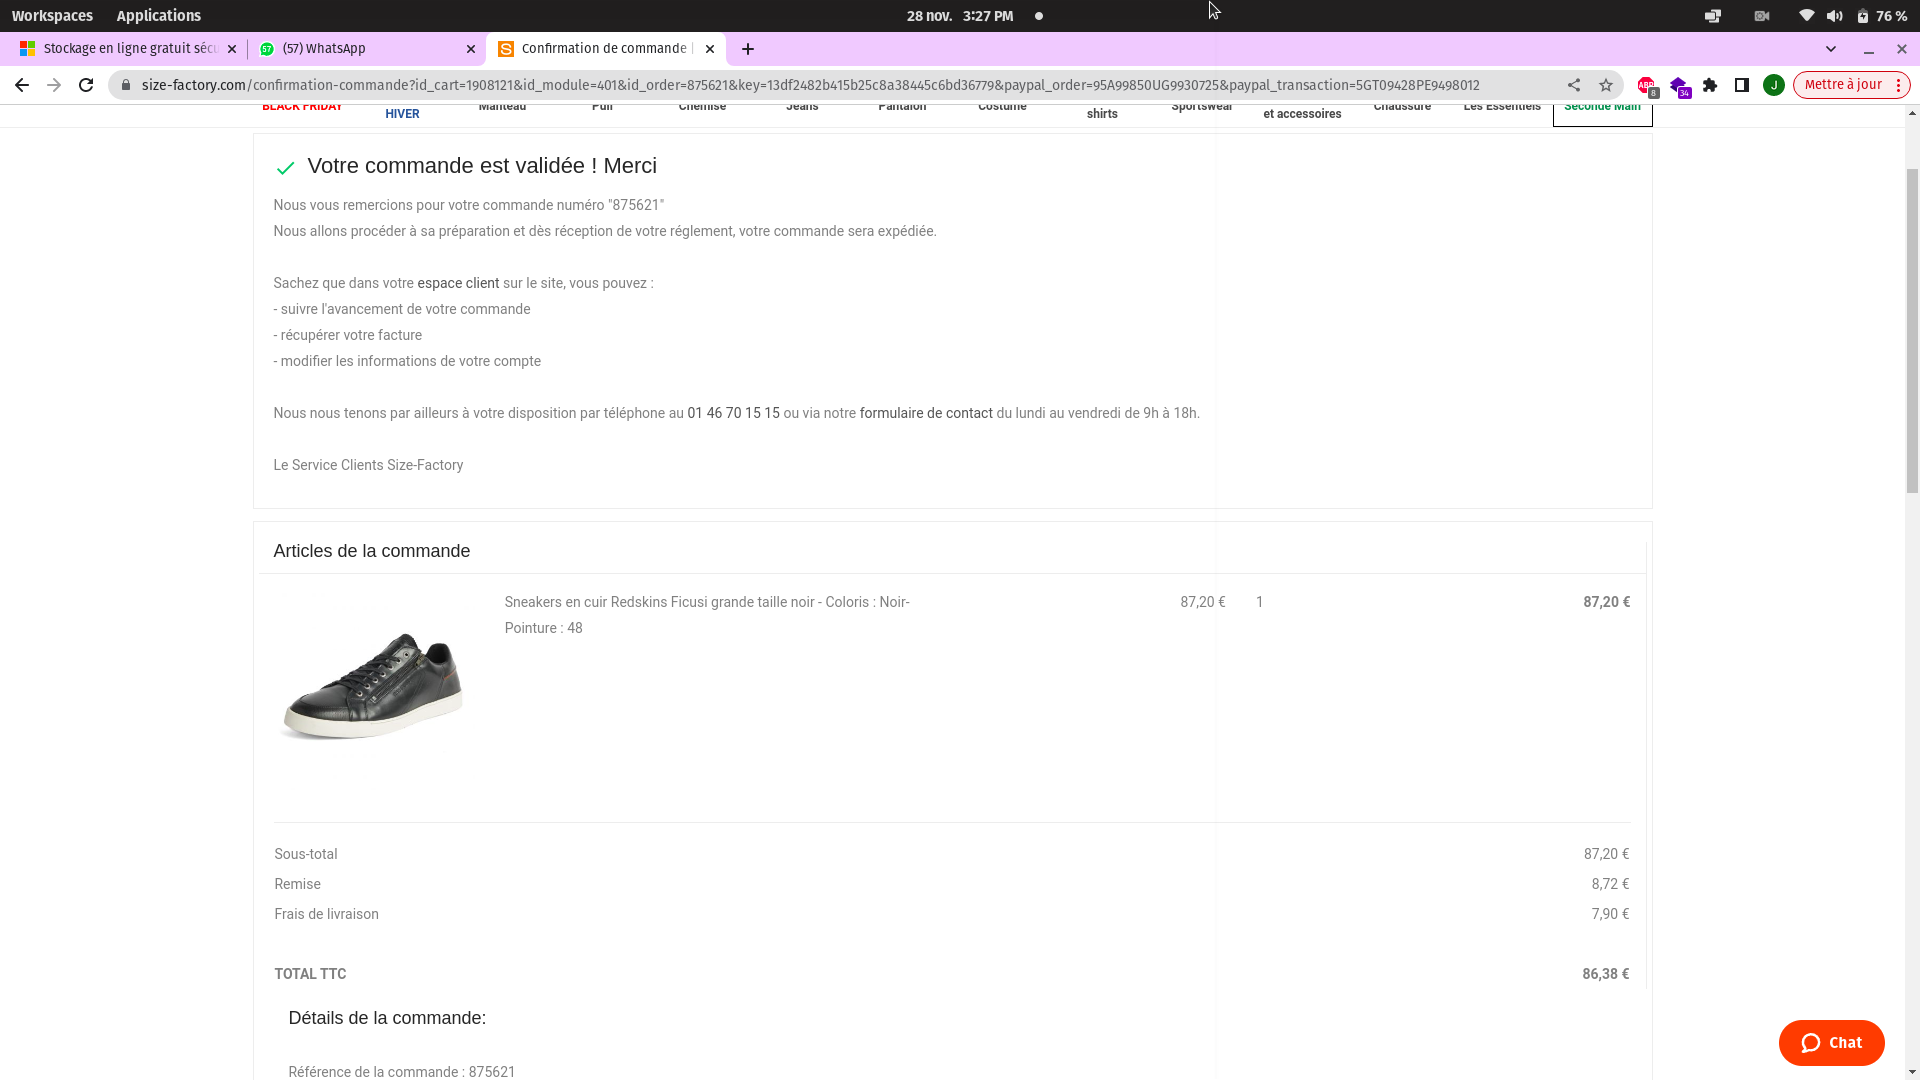 Workspaces Applications 28 nov. 3:27 PM 76 %
Stockage en ligne gratuit sécu (57) WhatsApp Confirmation de commande
size-factory.com/confirmation-commande?id_cart=1908121&id_module=401&id_order=875621&key=13df2482b415b25c8a38445c6bd36779&paypal_order=95A99850UG9930725&paypal_transaction=5GT09428PE9498012 ABP 8 34 J Mettre à jour
BLACK FRIDAY Manteau Pull Chemise Jeans Pantalon Costume Sportswear Chaussure Les Essentiels Seconde Main
HIVER shirts et accessoires
Votre commande est validée ! Merci
Nous vous remercions pour votre commande numéro "875621"
Nous allons procéder à sa préparation et dès réception de votre réglement, votre commande sera expédiée.
Sachez que dans votre espace client sur le site, vous pouvez :
- suivre l'avancement de votre commande
- récupérer votre facture
- modifier les informations de votre compte
Nous nous tenons par ailleurs à votre disposition par téléphone au 01 46 70 15 15 ou via notre formulaire de contact du lundi au vendredi de 9h à 18h.
Le Service Clients Size-Factory
Articles de la commande
Sneakers en cuir Redskins Ficusi grande taille noir - Coloris : Noir- 87,20 € 1 87,20 €
Pointure : 48
Sous-total 87,20 €
Remise 8,72 €
Frais de livraison 7,90 €
TOTAL TTC 86,38 €
Détails de la commande:
Référence de la commande : 875621
Chat